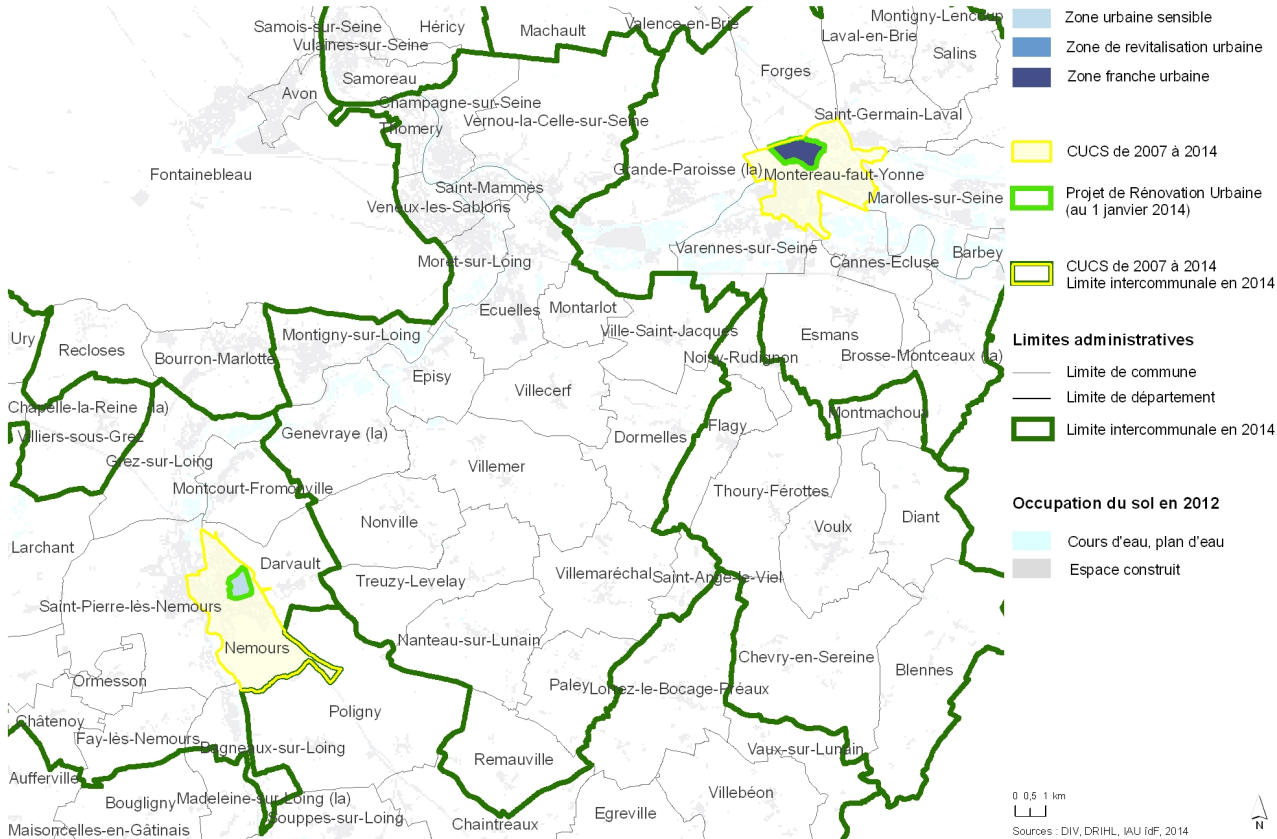 Samois-sur-Seine
Héricy
Machault
Valence-en-Brie
Montigny-Lencoup
Vulaines-sur-Seine
Laval-en-Brie
Salins
Samoreau
Forges
Avon
Champagne-sur-Seine
Saint-Germain-Laval
Thomery
Vernou-la-Celle-sur-Seine
Fontainebleau
Grande-Paroisse (la)
Montereau-faut-Yonne
Saint-Mammès
Marolles-sur-Seine
Veneux-les-Sablons
Varennes-sur-Seine
Barbey
Moret-sur-Loing
Cannes-Ecluse
Ecuelles
Montarlot
Ury
Recloses
Montigny-sur-Loing
Ville-Saint-Jacques
Esmans
Bourron-Marlotte
Noisy-Rudignon
Brosse-Montceaux (la)
Episy
Villecerf
Chapelle-la-Reine (la)
Montmachoux
Villiers-sous-Grez
Genevraye (la)
Dormelles
Flagy
Grez-sur-Loing
Villemer
Montcourt-Fromonville
Thoury-Férottes
Nonville
Voulx
Diant
Larchant
Darvault
Treuzy-Levelay
Villemaréchal
Saint-Ange-le-Viel
Saint-Pierre-lès-Nemours
Nanteau-sur-Lunain
Nemours
Chevry-en-Sereine
Blennes
Ormesson
Paley
Lorrez-le-Bocage-Préaux
Poligny
Châtenoy
Fay-lès-Nemours
Bagneaux-sur-Loing
Vaux-sur-Lunain
Remauville
Aufferville
Bougligny
Madeleine-sur-Loing (la)
Villebéon
Souppes-sur-Loing
Egreville
Maisoncelles-en-Gâtinais
Chaintreaux
Zone urbaine sensible
Zone de revitalisation urbaine
Zone franche urbaine
CUCS de 2007 à 2014
Projet de Rénovation Urbaine
(au 1 janvier 2014)
CUCS de 2007 à 2014
Limite intercommunale en 2014
Limites administratives
Limite de commune
Limite de département
Limite intercommunale en 2014
Occupation du sol en 2012
Cours d'eau, plan d'eau
Espace construit
0 0,5 1 km
N
Sources : DIV, DRIHL, IAU îdF, 2014